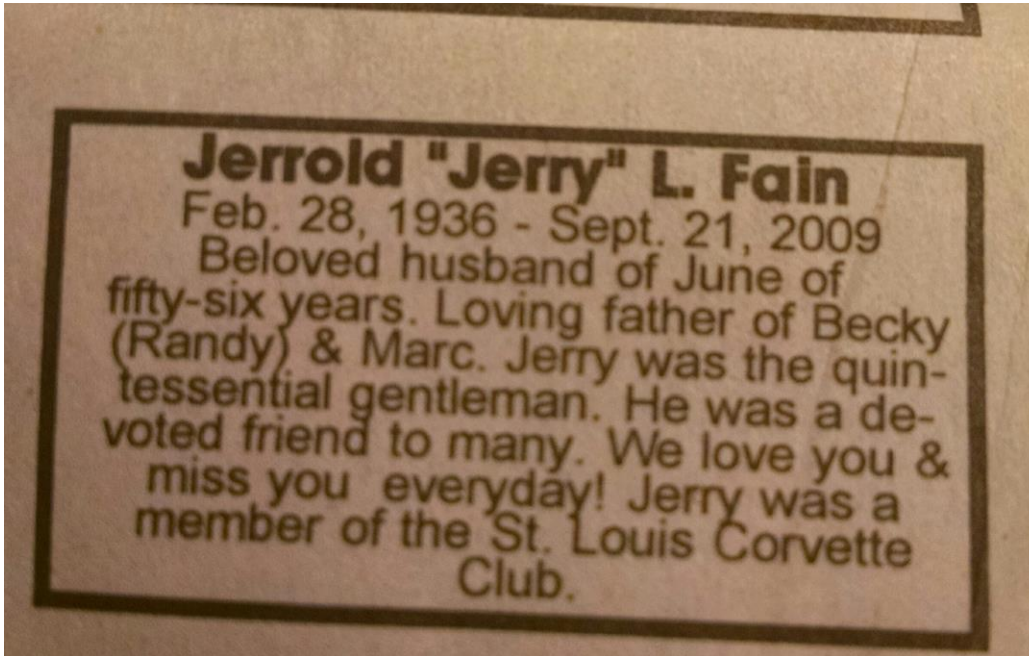 Jerrold "Jerry" L. Fain
Feb. 28, 1936 - Sept. 21, 2009
Beloved husband of June of
fifty-six years. Loving father of Becky
(Randy) & Marc. Jerry was the quin-
tessential gentleman. He was a de-
voted friend to many. We love you &
miss you everyday! Jerry was a
member of the St. Louis Corvette
Club.